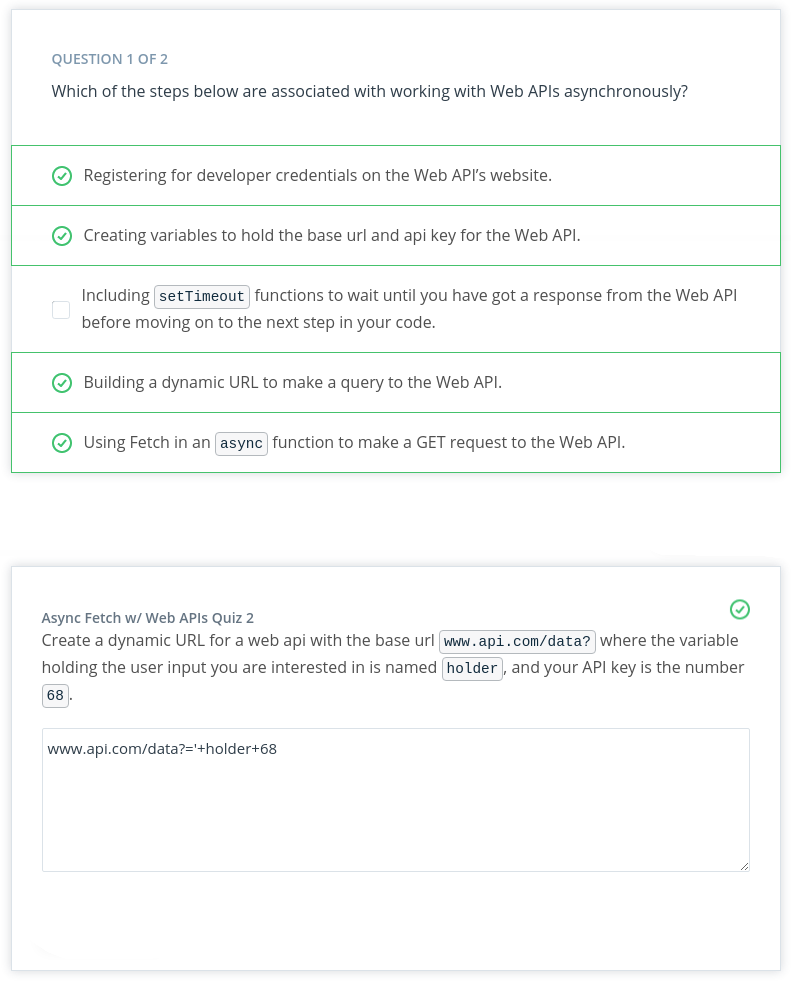 QUESTION 1 OF 2
Which of the steps below are associated with working with Web APIs asynchronously?
Registering for developer credentials on the Web API’s website.
Creating variables to hold the base url and api key for the Web API.
Including setTimeout functions to wait until you have got a response from the Web API
before moving on to the next step in your code.
Building a dynamic URL to make a query to the Web API.
Using Fetch in an async function to make a GET request to the Web API.
Async Fetch w/ Web APIs Quiz 2
Create a dynamic URL for a web api with the base url www.api.com/data? where the variable
holding the user input you are interested in is named holder, and your API key is the number
68.
www.api.com/data?='+holder+68